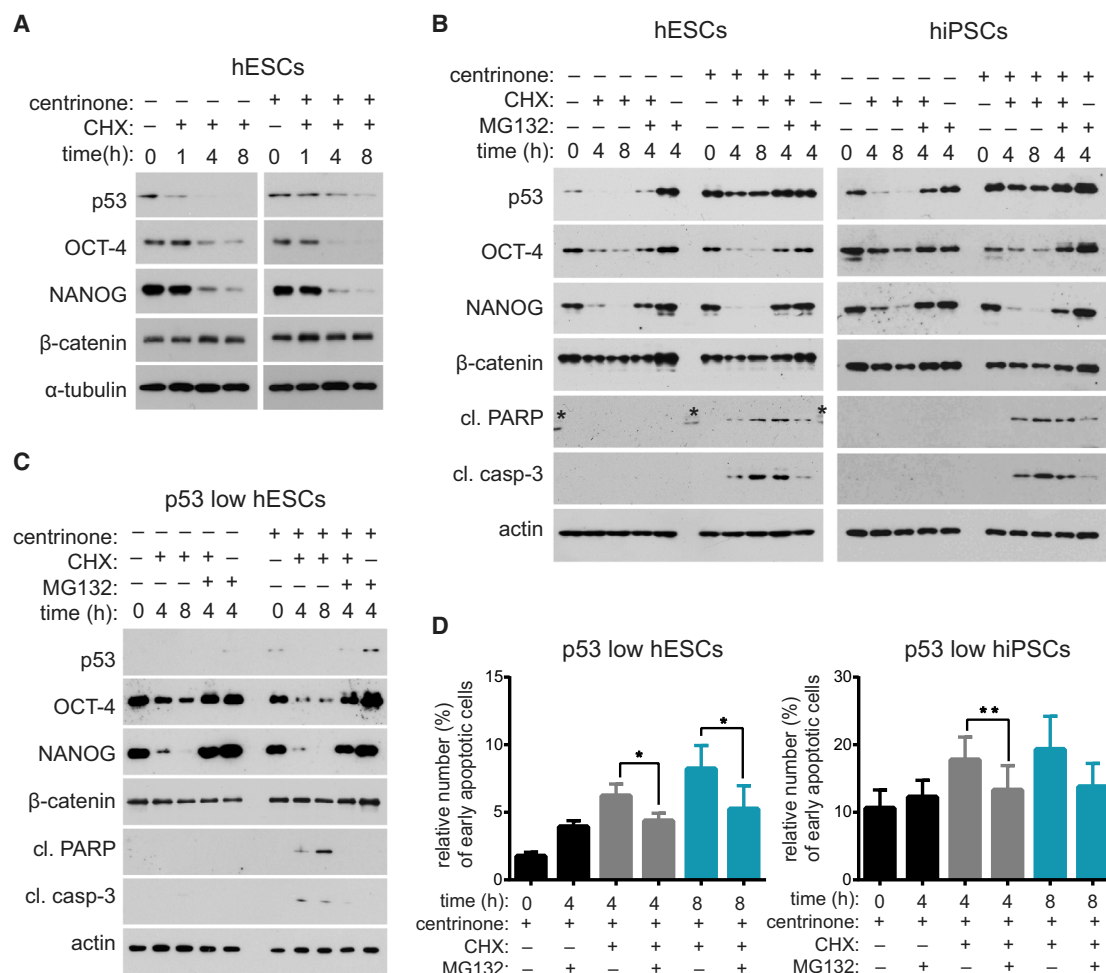 A
hESCs
centrinone: – – – – + + + +
CHX: – + + + – + + +
time(h): 0 1 4 8 0 1 4 8
p53
OCT-4
NANOG
β-catenin
α-tubulin
B
hESCs hiPSCs
centrinone: – – – – – + + + + + – – – – – + + + + +
CHX: – + + + – – + + + – – + + + – – + + + –
MG132: – – – + + – – – + + – – – + + – – – + +
time (h): 0 4 8 4 4 0 4 8 4 4 0 4 8 4 4 0 4 8 4 4
p53
OCT-4
NANOG
β-catenin
cl. PARP * * *
cl. casp-3
actin
C
p53 low hESCs
centrinone: – – – – – + + + + +
CHX: – + + + – – + + + –
MG132: – – – + + – – – + +
time (h): 0 4 8 4 4 0 4 8 4 4
p53
OCT-4
NANOG
β-catenin
cl. PARP
cl. casp-3
actin
D
p53 low hESCs
relative number (%)
of early apoptotic cells
15
10
5
0
* *
time (h): 0 4 4 4 8 8
centrinone: + + + + + +
CHX: – – + + + +
MG132: – + – + – +
p53 low hiPSCs
relative number (%)
of early apoptotic cells
30
20
10
0
**
time (h): 0 4 4 4 8 8
centrinone: + + + + + +
CHX: – – + + + +
MG132: – + – + – +